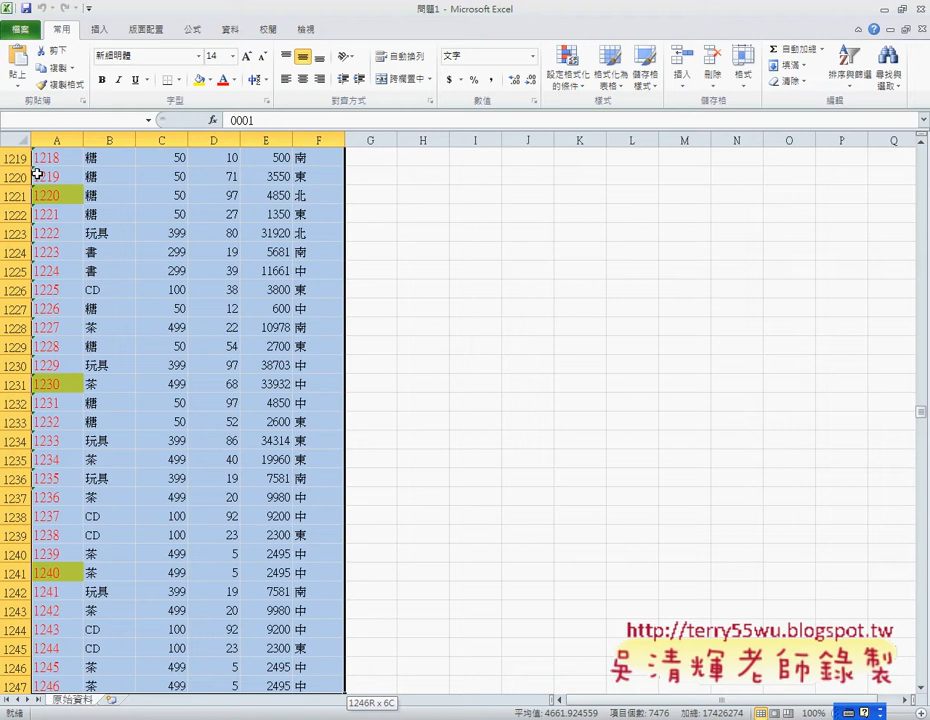 問題1 - Microsoft Excel
檔案 常用 插入 版面配置 公式 資料 校閱 檢視
貼上 剪下 複製 複製格式 剪貼簿
新細明體 14 B I U A 字型
自動換列 跨欄置中 對齊方式
文字 $ % , 數值
設定格式化的條件 格式化為表格 儲存格樣式 樣式
插入 刪除 格式 儲存格
Σ 自動加總 填滿 清除 排序與篩選 尋找與選取 編輯
fx 0001
A B C D E F G H I J K L M N O P Q
1219 1218 糖 50 10 500 南
1220 1219 糖 50 71 3550 東
1221 1220 糖 50 97 4850 北
1222 1221 糖 50 27 1350 東
1223 1222 玩具 399 80 31920 北
1224 1223 書 299 19 5681 南
1225 1224 書 299 39 11661 中
1226 1225 CD 100 38 3800 東
1227 1226 糖 50 12 600 中
1228 1227 茶 499 22 10978 南
1229 1228 糖 50 54 2700 東
1230 1229 玩具 399 97 38703 中
1231 1230 茶 499 68 33932 中
1232 1231 糖 50 97 4850 中
1233 1232 糖 50 52 2600 東
1234 1233 玩具 399 86 34314 東
1235 1234 茶 499 40 19960 東
1236 1235 玩具 399 19 7581 南
1237 1236 茶 499 20 9980 中
1238 1237 CD 100 92 9200 中
1239 1238 CD 100 23 2300 東
1240 1239 茶 499 5 2495 中
1241 1240 茶 499 5 2495 中
1242 1241 玩具 399 19 7581 南
1243 1242 茶 499 20 9980 中
1244 1243 CD 100 92 9200 中
1245 1244 CD 100 23 2300 東
1246 1245 茶 499 5 2495 中
1247 1246 茶 499 5 2495 中
http://terry55wu.blogspot.tw
吳清輝老師錄製
原始資料
1246R x 6C
就緒 平均值: 4661.924559 項目個數: 7476 加總: 17426274 100%